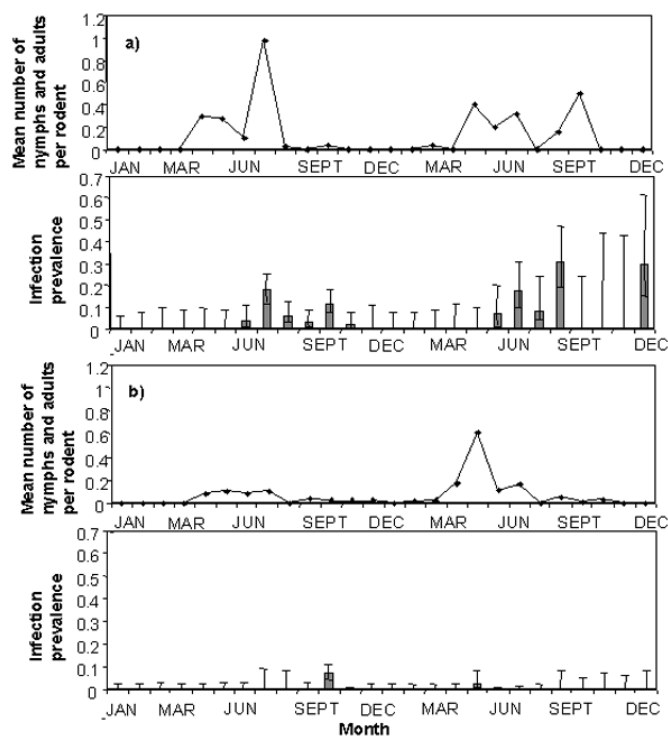 Mean number of
nymphs and adults
per rodent
a)
1.2
1
0.8
0.6
0.4
0.2
0
JAN MAR JUN SEPT DEC MAR JUN SEPT DEC
Infection
prevalence
0.7
0.6
0.5
0.4
0.3
0.2
0.1
0
JAN MAR JUN SEPT DEC MAR JUN SEPT DEC
Mean number of
nymphs and adults
per rodent
b)
1.2
1
0.8
0.6
0.4
0.2
0
JAN MAR JUN SEPT DEC MAR JUN SEPT DEC
Infection
prevalence
0.7
0.6
0.5
0.4
0.3
0.2
0.1
0
JAN MAR JUN SEPT DEC MAR JUN SEPT DEC
Month